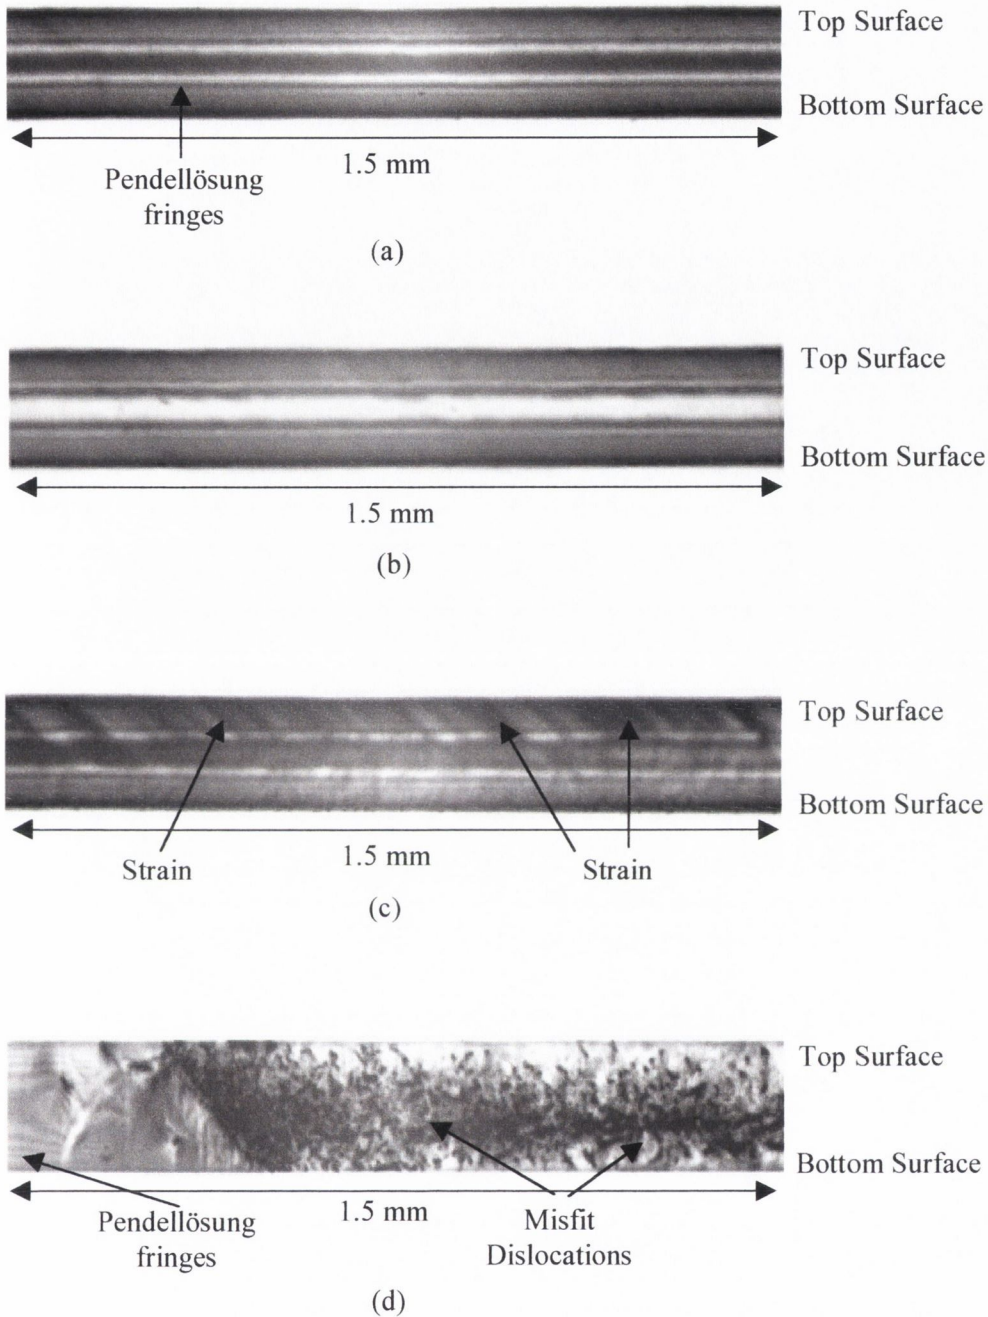 Top Surface
Bottom Surface
1.5 mm
Pendellösung
fringes
(a)
Top Surface
Bottom Surface
1.5 mm
(b)
Top Surface
Bottom Surface
1.5 mm
Strain
Strain
(c)
Top Surface
Bottom Surface
1.5 mm
Pendellösung
fringes
Misfit
Dislocations
(d)